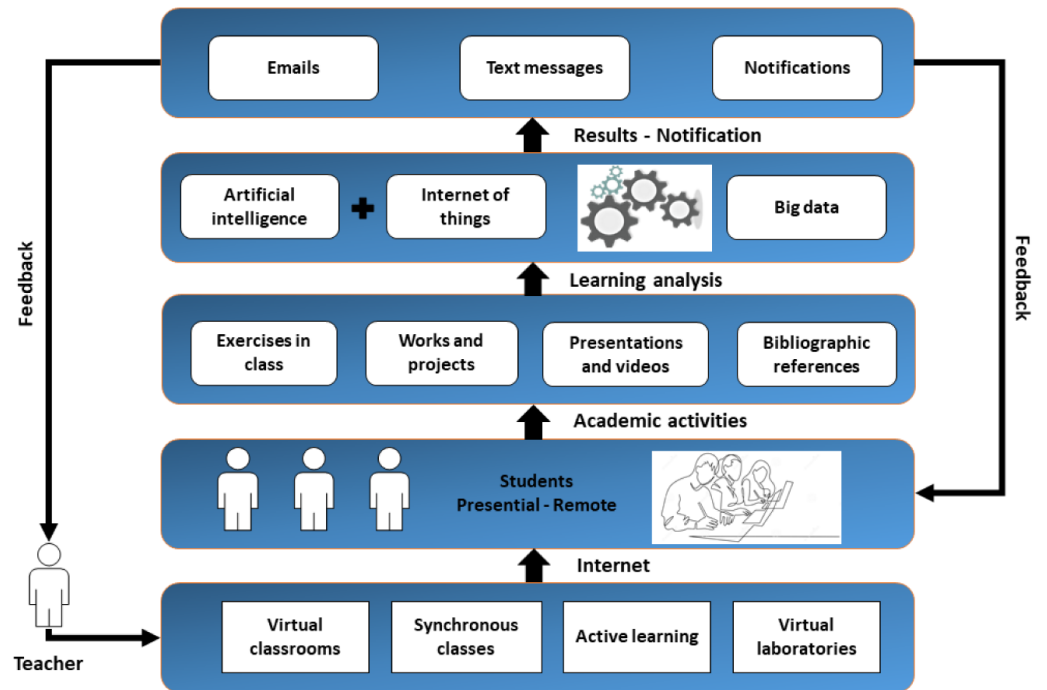 Emails
Text messages
Notifications
Results - Notification
Artificial
intelligence
Internet of
things
Big data
Feedback
Feedback
Learning analysis
Exercises in
class
Works and
projects
Presentations
and videos
Bibliographic
references
Academic activities
Students
Presential - Remote
Internet
Virtual
classrooms
Synchronous
classes
Active learning
Virtual
laboratories
Teacher